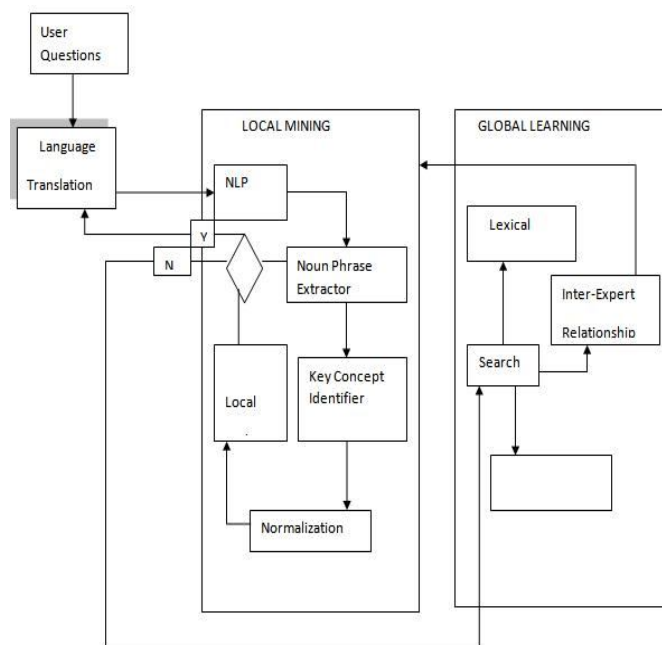 User
Questions
LOCAL MINING
GLOBAL LEARNING
Language
Translation
NLP
Y
N
Noun Phrase
Extractor
Key Concept
Identifier
Local
Normalization
Lexical
Inter-Expert
Relationship
Search